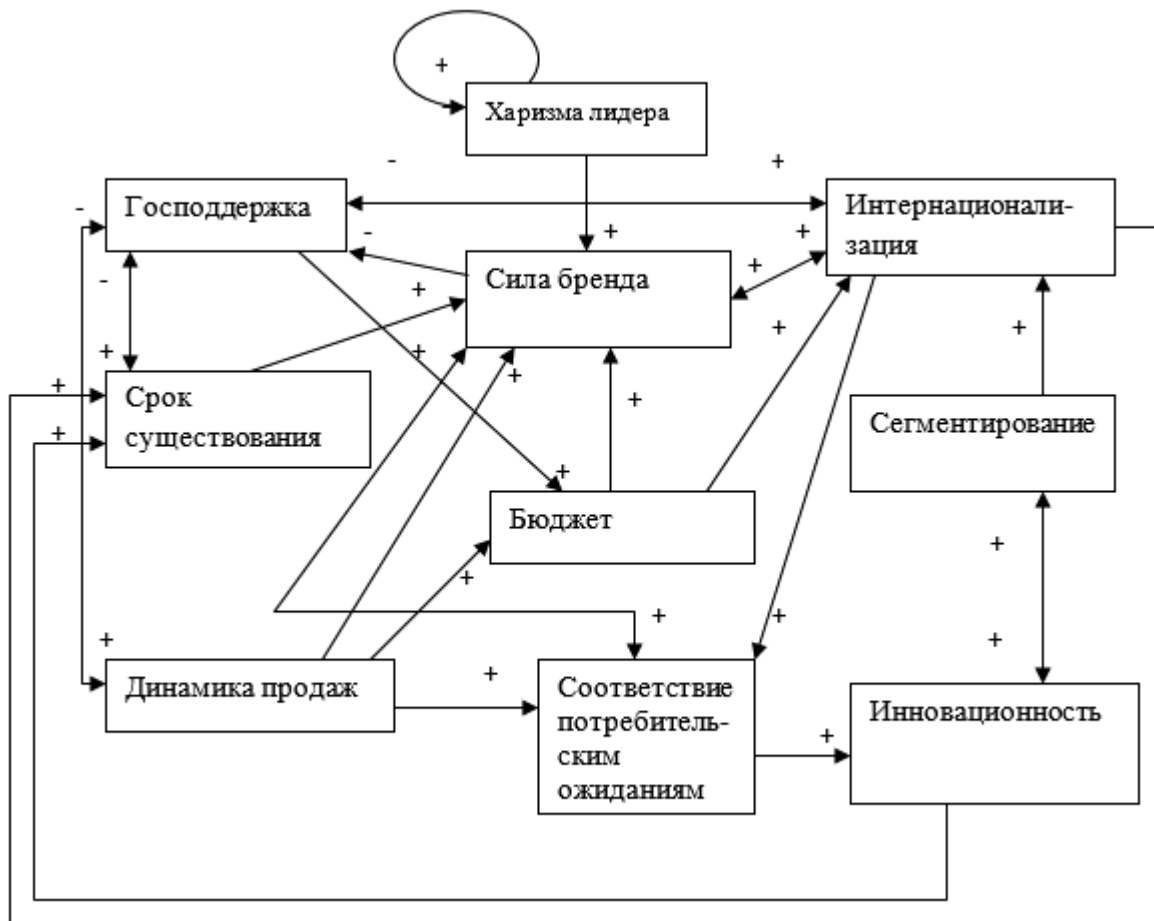 +
Харизма лидера
-
+
Господдержка
Интернационали-
зация
-
-
+
+
+
Сила бренда
-
+
+
+
+
+
+
Срок
существования
+
+
+
Сегментирование
+
+
Бюджет
+
+
+
+
+
+
Динамика продаж
+
Соответствие
потребитель-
ским
ожиданиям
+
Инновационность